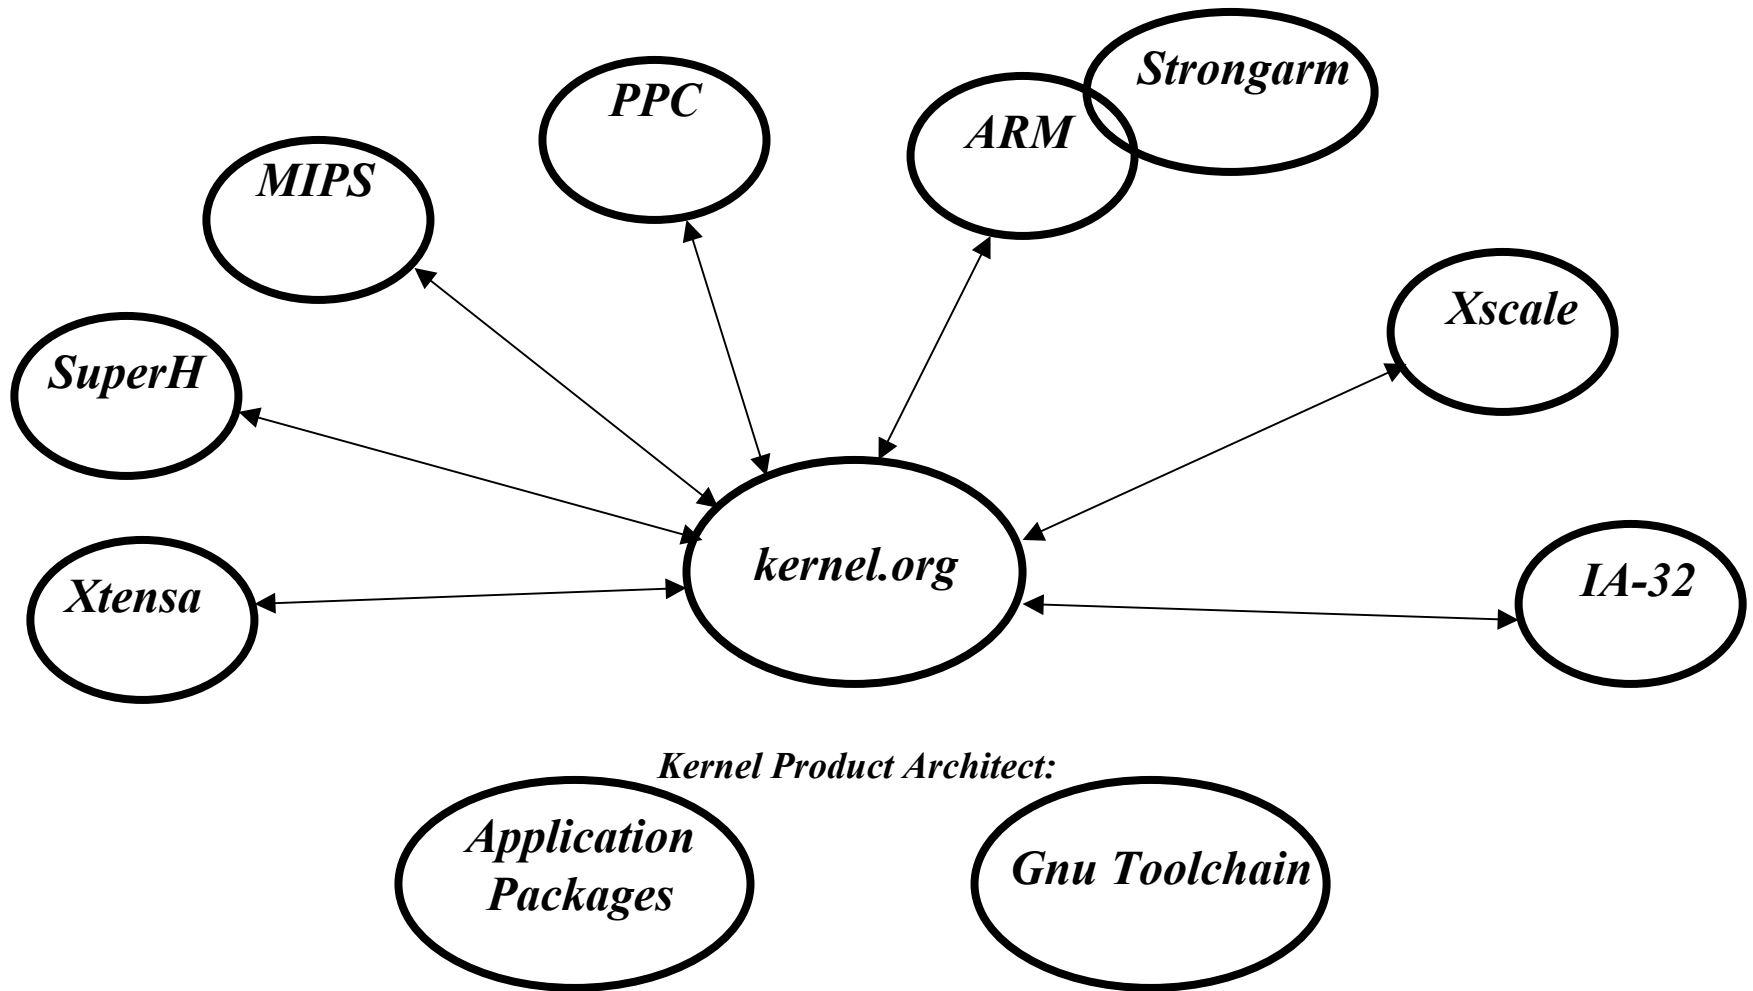 Strongarm
PPC
ARM
MIPS
Xscale
SuperH
kernel.org
IA-32
Xtensa
Kernel Product Architect:
Application
Packages
Gnu Toolchain